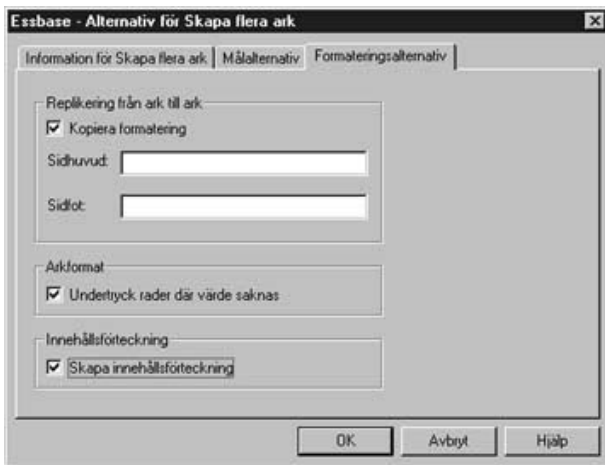 Essbase - Alternativ för Skapa flera ark
Information för Skapa flera ark Målalternativ Formateringsalternativ
Replikering från ark till ark
Kopiera formatering
Sidhuvud:
Sidfot:
Arkformat
Undertryck rader där värde saknas
Innehållsförteckning
Skapa innehållsförteckning
OK Avbryt Hjälp